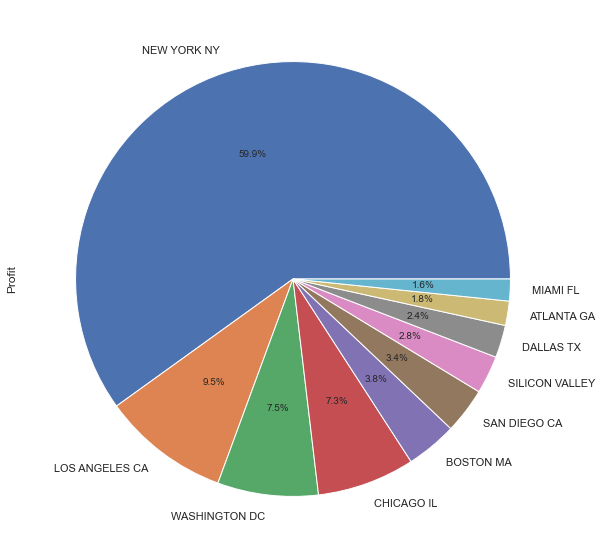 NEW YORK NY
59.9%
Profit
1.6%
MIAMI FL
1.8%
ATLANTA GA
2.4%
DALLAS TX
2.8%
SILICON VALLEY
3.4%
SAN DIEGO CA
3.8%
BOSTON MA
7.3%
CHICAGO IL
7.5%
WASHINGTON DC
9.5%
LOS ANGELES CA